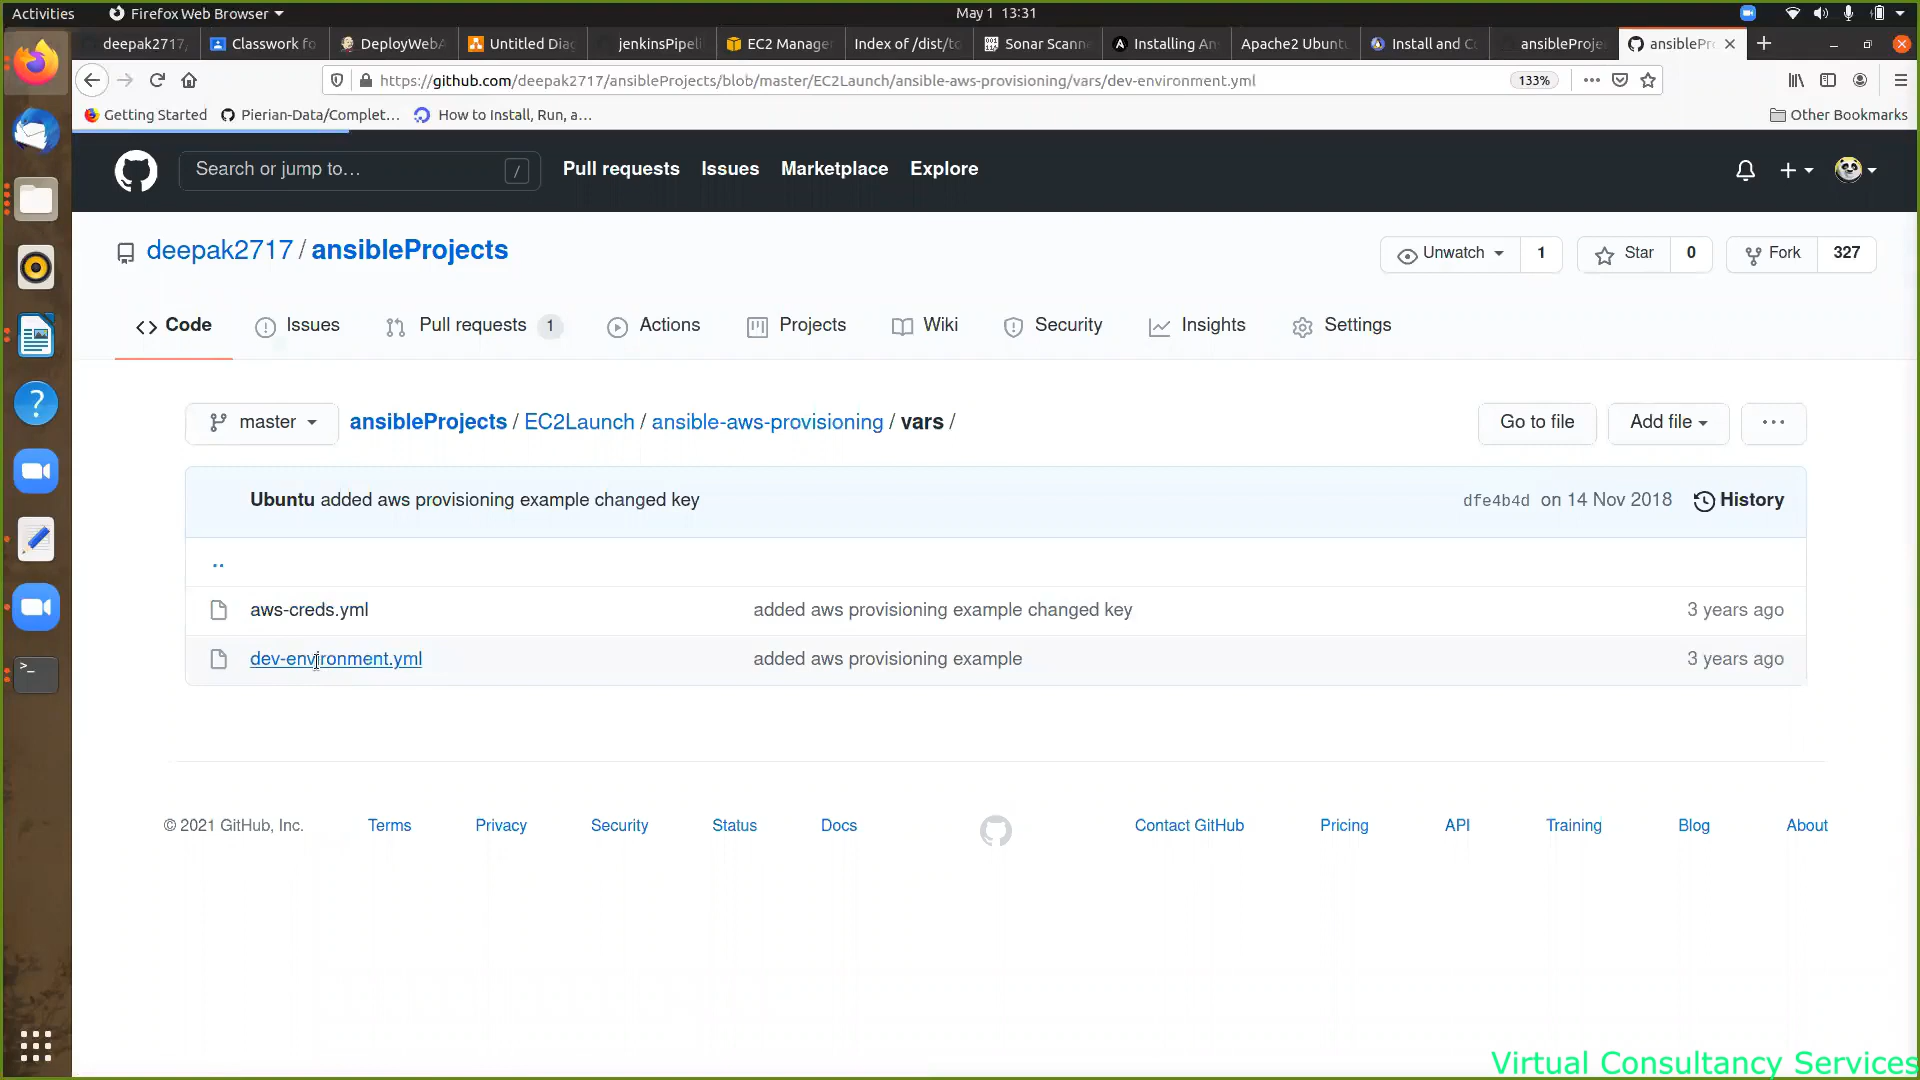 Activities Firefox Web Browser May 1 13:31
deepak2717, Classwork fo DeployWebA Untitled Dia jenkinsPipeli EC2 Manage Index of /dist/to Sonar Scann Installing An Apache2 Ubunt Install and Co ansibleProje ansiblePro
https://github.com/deepak2717/ansibleProjects/blob/master/EC2Launch/ansible-aws-provisioning/vars/dev-environment.yml 133%
Getting Started Pierian-Data/Complet… How to Install, Run, a… Other Bookmarks
Search or jump to… / Pull requests Issues Marketplace Explore
deepak2717 / ansibleProjects Unwatch 1 Star 0 Fork 327
Code Issues Pull requests 1 Actions Projects Wiki Security Insights Settings
master ansibleProjects / EC2Launch / ansible-aws-provisioning / vars / Go to file Add file
Ubuntu added aws provisioning example changed key dfe4b4d on 14 Nov 2018 History
..
aws-creds.yml added aws provisioning example changed key 3 years ago
dev-environment.yml added aws provisioning example 3 years ago
© 2021 GitHub, Inc. Terms Privacy Security Status Docs Contact GitHub Pricing API Training Blog About
Virtual Consultancy Services